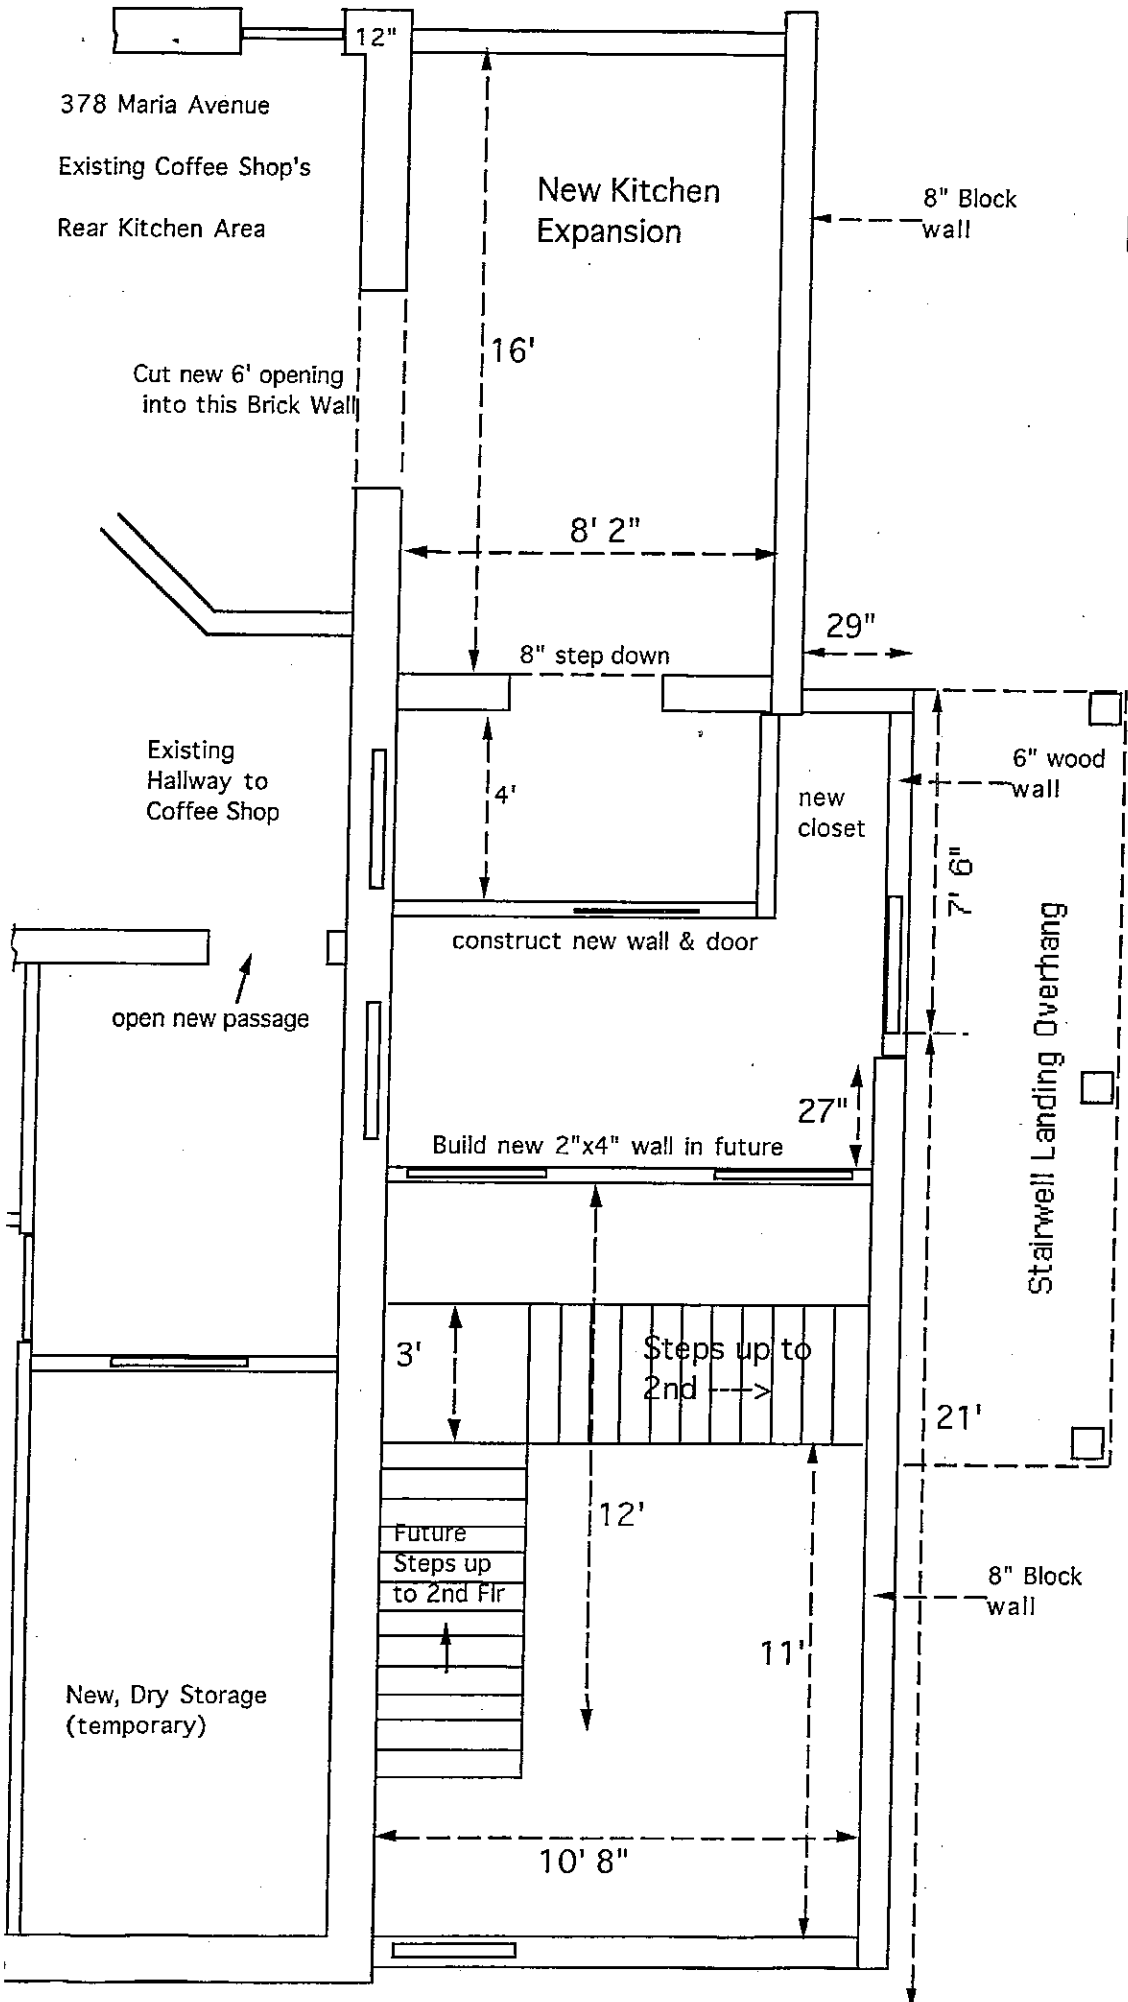 12"
378 Maria Avenue
Existing Coffee Shop's
Rear Kitchen Area
New Kitchen
Expansion
8" Block
wall
16'
Cut new 6' opening
into this Brick Wall
8' 2"
29"
8" step down
Existing
Hallway to
Coffee Shop
4'
new
closet
6" wood
wall
7' 6"
construct new wall & door
open new passage
Stairwell Landing Overhang
27"
Build new 2"x4" wall in future
3'
Steps up to
2nd ---->
21'
12'
Future
Steps up
to 2nd Flr
8" Block
wall
11'
New, Dry Storage
(temporary)
10' 8"